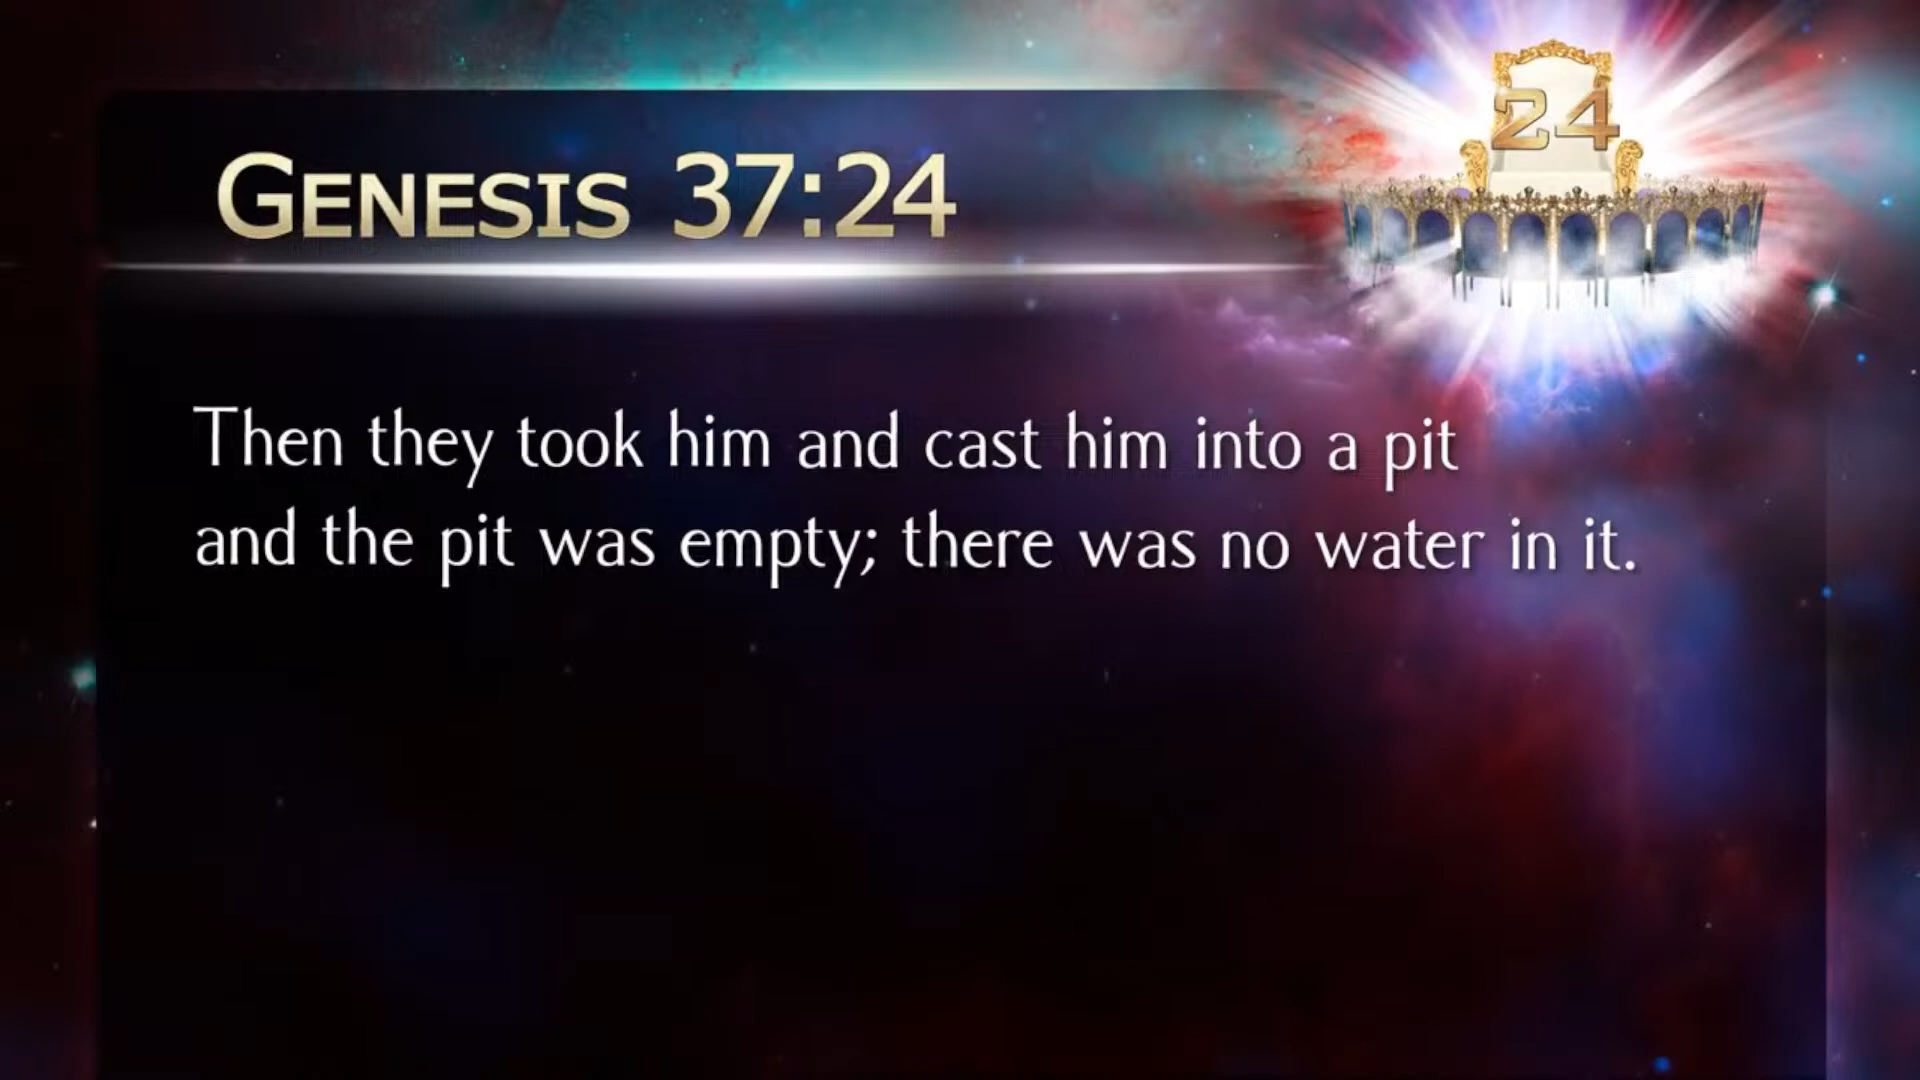 24
Genesis 37:24
Then they took him and cast him into a pit
and the pit was empty; there was no water in it.